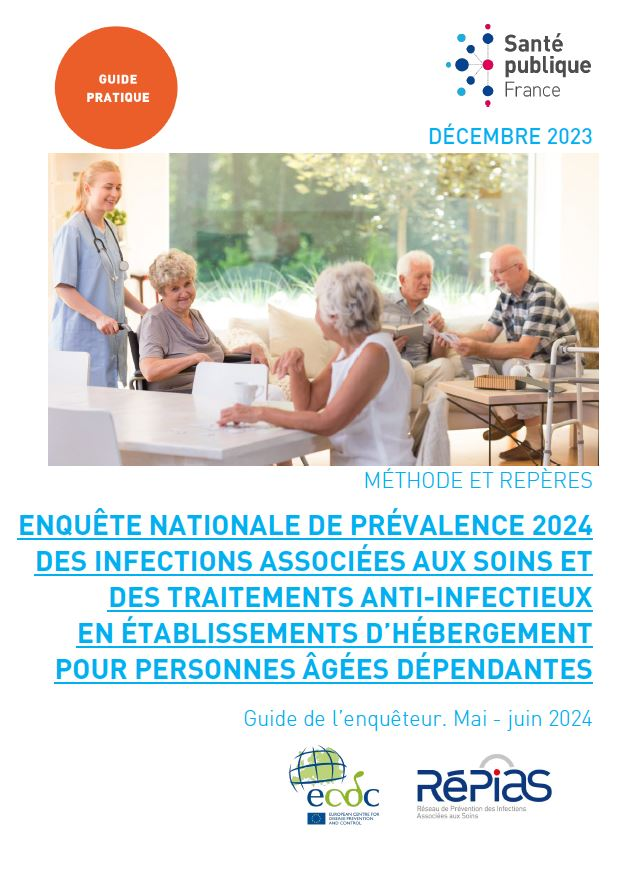 GUIDE
PRATIQUE
Santé
publique
France
DÉCEMBRE 2023
MÉTHODE ET REPÈRES
ENQUÊTE NATIONALE DE PRÉVALENCE 2024
DES INFECTIONS ASSOCIÉES AUX SOINS ET
DES TRAITEMENTS ANTI-INFECTIEUX
EN ÉTABLISSEMENTS D'HÉBERGEMENT
POUR PERSONNES ÂGÉES DÉPENDANTES
Guide de l'enquêteur. Mai - juin 2024
ecdc
EUROPEAN CENTRE FOR
DISEASE PREVENTION
AND CONTROL
RéPiAS
Réseau de Prévention des Infections
Associées aux Soins